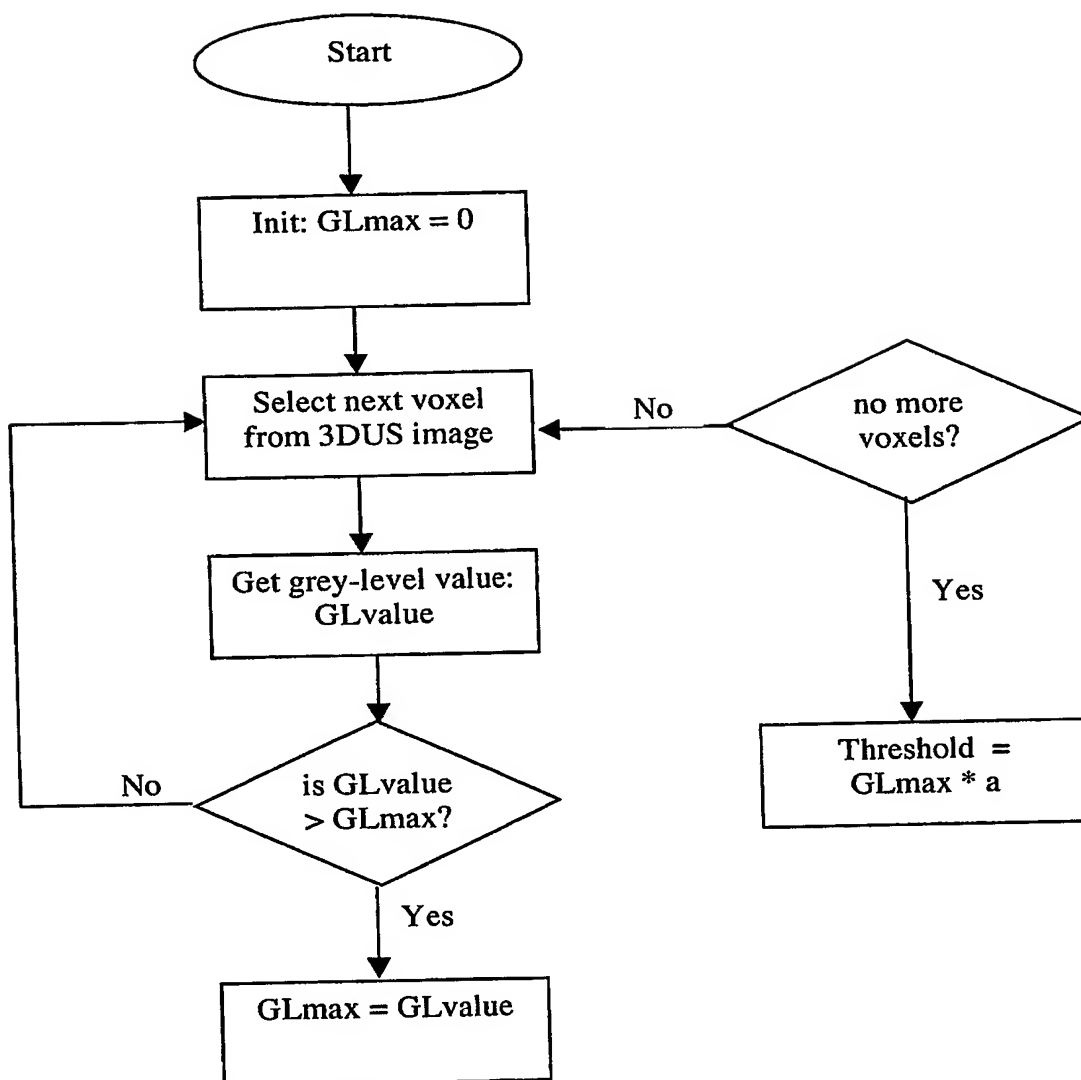 Start
Init: GLmax = 0
Select next voxel
from 3DUS image
No
no more
voxels?
Get grey-level value:
GLvalue
Yes
Threshold =
GLmax * a
No
is GLvalue
> GLmax?
Yes
GLmax = GLvalue